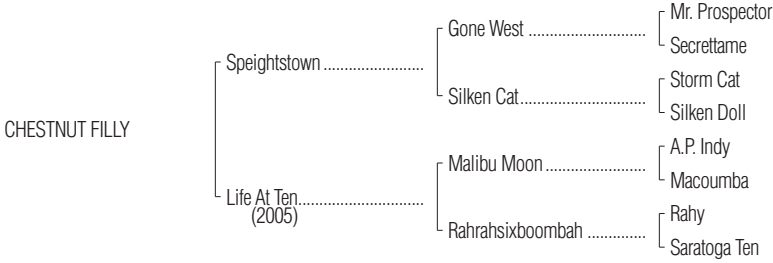 Mr. Prospector
Gone West ..............................
Secrettame
Speightstown ........................
Storm Cat
Silken Cat................................
Silken Doll
CHESTNUT FILLY
A.P. Indy
Malibu Moon .........................
Macoumba
Life At Ten..............................
(2005)
Rahy
Rahrahsixboombah ..............
Saratoga Ten